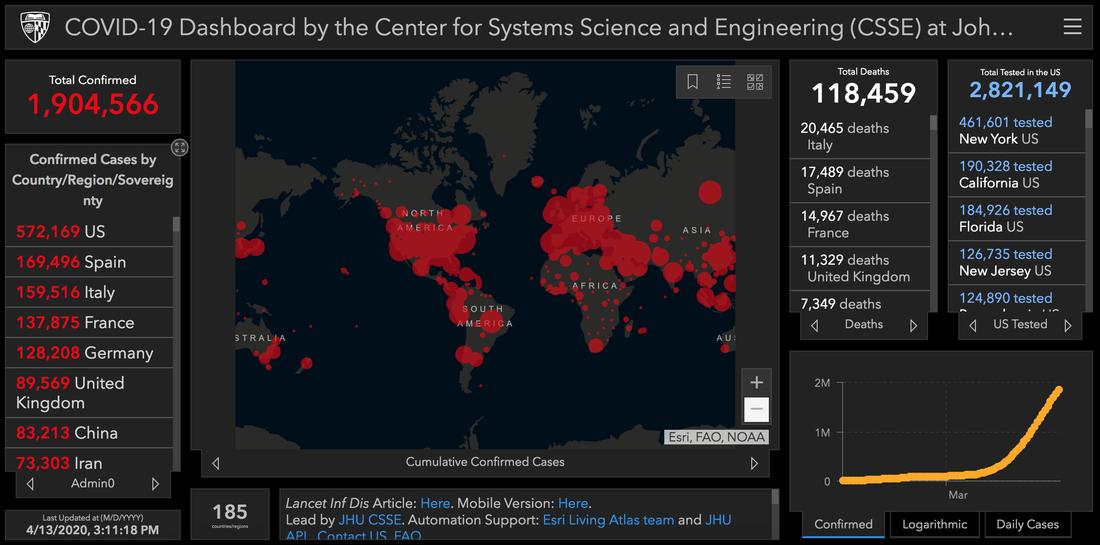 COVID-19 Dashboard by the Center for Systems Science and Engineering (CSSE) at Joh...
Total Confirmed
1,904,566
Confirmed Cases by
Country/Region/Sovereig
nty
572,169 US
169,496 Spain
159,516 Italy
137,875 France
128,208 Germany
89,569 United
Kingdom
83,213 China
73,303 Iran
Admin0
Last Updated at (M/D/YYYY)
4/13/2020, 3:11:18 PM
NORTH
AMERICA
SOUTH
AMERICA
EUROPE
ASIA
AFRICA
STRALIA
AUS
+
−
Esri, FAO, NOAA
Cumulative Confirmed Cases
185
countries/regions
Lancet Inf Dis Article: Here. Mobile Version: Here.
Lead by JHU CSSE. Automation Support: Esri Living Atlas team and JHU
APL. Contact US. FAQ.
Total Deaths
118,459
20,465 deaths
Italy
17,489 deaths
Spain
14,967 deaths
France
11,329 deaths
United Kingdom
7,349 deaths
Deaths
Total Tested in the US
2,821,149
461,601 tested
New York US
190,328 tested
California US
184,926 tested
Florida US
126,735 tested
New Jersey US
124,890 tested
US Tested
2M
1M
0
Mar
Confirmed
Logarithmic
Daily Cases